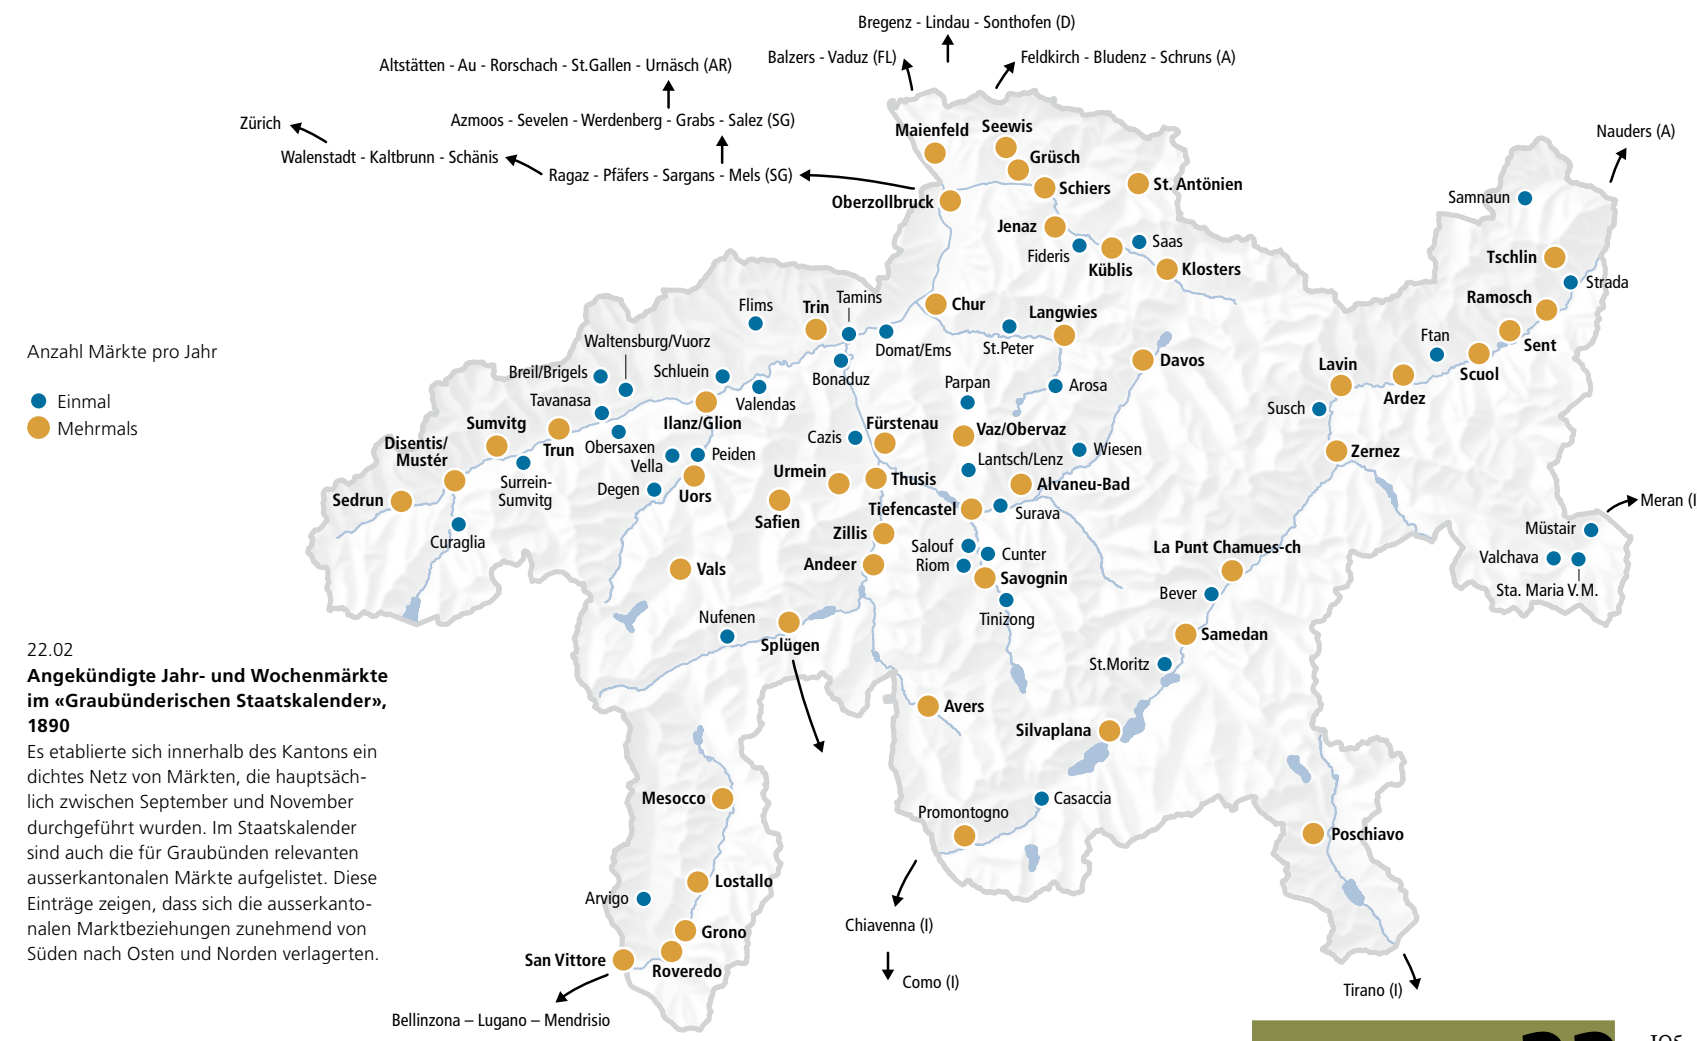 Bregenz - Lindau - Sonthofen (D)
Balzers - Vaduz (FL)
Feldkirch - Bludenz - Schruns (A)
Altstätten - Au - Rorschach - St.Gallen - Urnäsch (AR)
Zürich
Azmoos - Sevelen - Werdenberg - Grabs - Salez (SG)
Walenstadt - Kaltbrunn - Schänis
Ragaz - Pfäfers - Sargans - Mels (SG)
Nauders (A)
Maienfeld
Seewis
Grüsch
Schiers
St. Antönien
Oberzollbruck
Samnaun
Jenaz
Fideris
Saas
Küblis
Klosters
Tschlin
Strada
Ramosch
Flims
Trin
Tamins
Chur
Langwies
Domat/Ems
St.Peter
Ftan
Sent
Anzahl Märkte pro Jahr
Einmal
Mehrmals
Waltensburg/Vuorz
Breil/Brigels
Schluein
Bonaduz
Davos
Lavin
Scuol
Tavanasa
Valendas
Parpan
Arosa
Ardez
Susch
Sumvitg
Ilanz/Glion
Fürstenau
Vaz/Obervaz
Disentis/
Mustér
Trun
Obersaxen
Cazis
Wiesen
Zernez
Vella
Peiden
Lantsch/Lenz
Surrein-
Sumvitg
Degen
Uors
Urmein
Thusis
Alvaneu-Bad
Sedrun
Safien
Tiefencastel
Surava
Meran (I
Curaglia
Zillis
Salouf
Cunter
La Punt Chamues-ch
Müstair
Vals
Andeer
Riom
Savognin
Valchava
Sta. Maria V.M.
Bever
Nufenen
Tinizong
Splügen
Samedan
St.Moritz
Avers
Silvaplana
Mesocco
Casaccia
Promontogno
Poschiavo
Lostallo
Arvigo
Grono
Chiavenna (I)
San Vittore
Roveredo
Como (I)
Tirano (I)
Bellinzona – Lugano – Mendrisio
22.02
Angekündigte Jahr- und Wochenmärkte
im «Graubünderischen Staatskalender»,
1890
Es etablierte sich innerhalb des Kantons ein
dichtes Netz von Märkten, die hauptsäch-
lich zwischen September und November
durchgeführt wurden. Im Staatskalender
sind auch die für Graubünden relevanten
ausserkantonalen Märkte aufgelistet. Diese
Einträge zeigen, dass sich die ausserkanto-
nalen Marktbeziehungen zunehmend von
Süden nach Osten und Norden verlagerten.